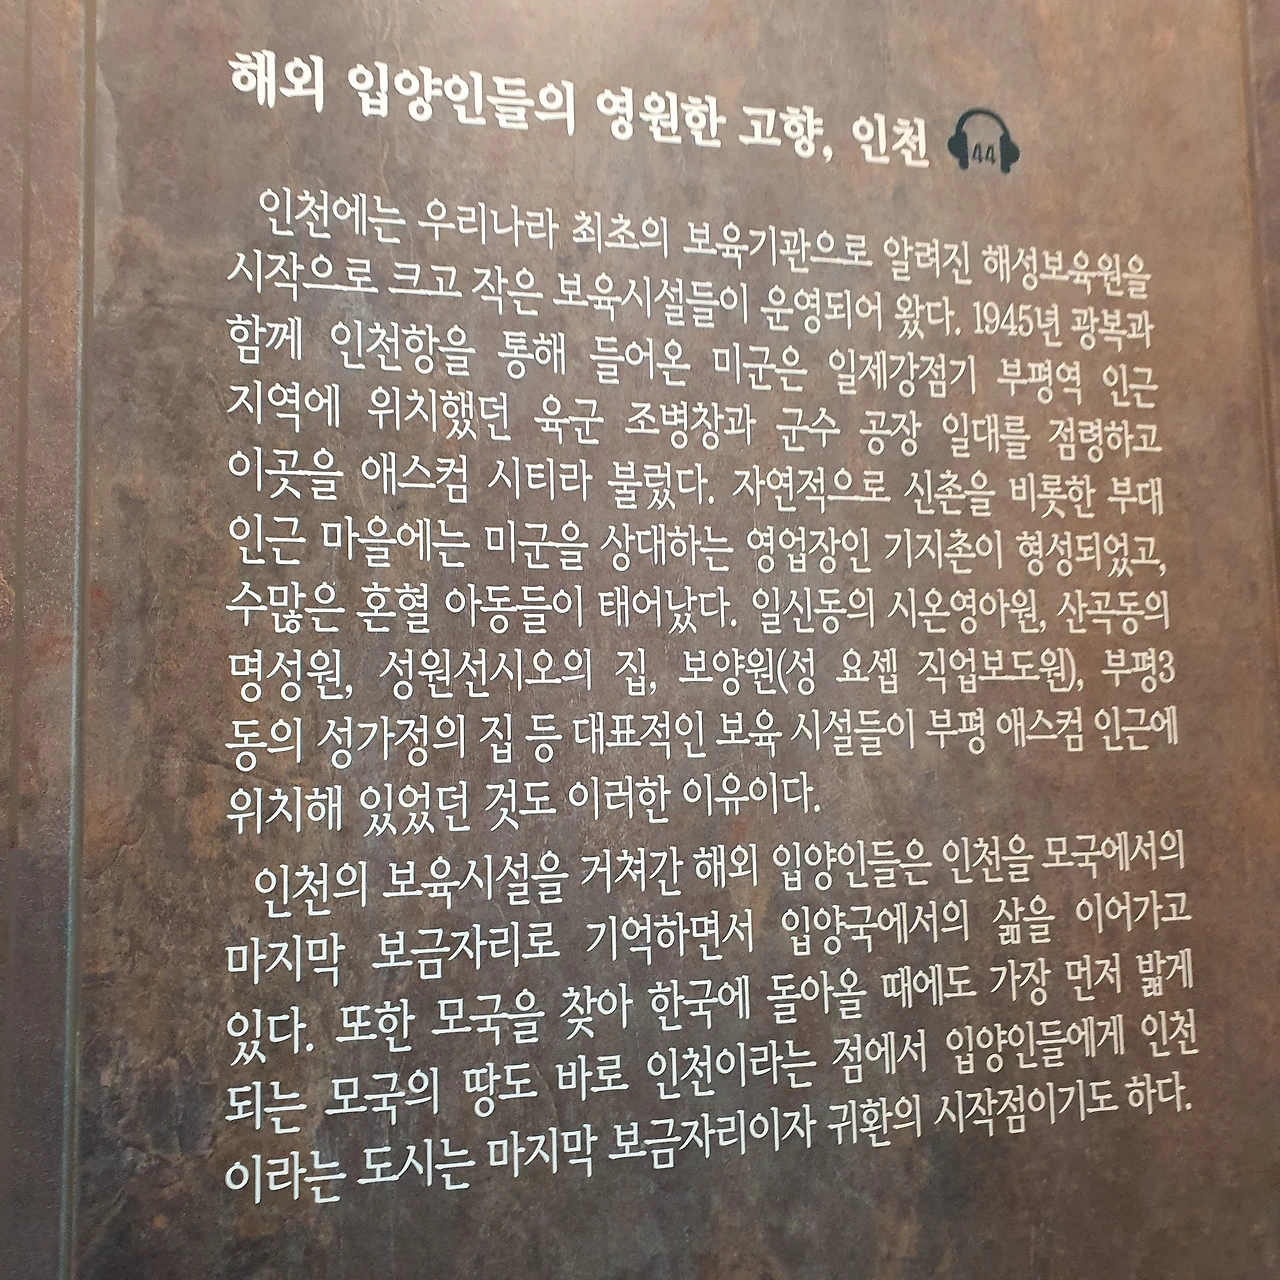 해외 입양인들의 영원한 고향, 인천 44
인천에는 우리나라 최초의 보육기관으로 알려진 해성보육원을
시작으로 크고 작은 보육시설들이 운영되어 왔다. 1945년 광복과
함께 인천항을 통해 들어온 미군은 일제강점기 부평역 인근
지역에 위치했던 육군 조병창과 군수 공장 일대를 점령하고
이곳을 애스컴 시티라 불렀다. 자연적으로 신촌을 비롯한 부대
인근 마을에는 미군을 상대하는 영업장인 기지촌이 형성되었고,
수많은 혼혈 아동들이 태어났다. 일신동의 시온영아원, 산곡동의
명성원, 성원선시오의 집, 보양원(성 요셉 직업보도원), 부평3
동의 성가정의 집 등 대표적인 보육 시설들이 부평 애스컴 인근에
위치해 있었던 것도 이러한 이유이다.
인천의 보육시설을 거쳐간 해외 입양인들은 인천을 모국에서의
마지막 보금자리로 기억하면서 입양국에서의 삶을 이어가고
있다. 또한 모국을 찾아 한국에 돌아올 때에도 가장 먼저 밟게
되는 모국의 땅도 바로 인천이라는 점에서 입양인들에게 인천
이라는 도시는 마지막 보금자리이자 귀환의 시작점이기도 하다.